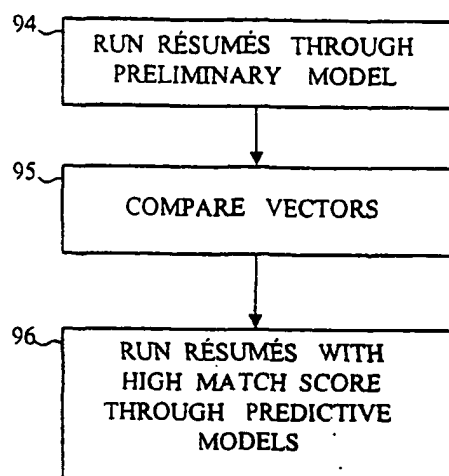 94
RUN RÉSUMÉS THROUGH
PRELIMINARY MODEL
95
COMPARE VECTORS
96
RUN RÉSUMÉS WITH
HIGH MATCH SCORE
THROUGH PREDICTIVE
MODELS